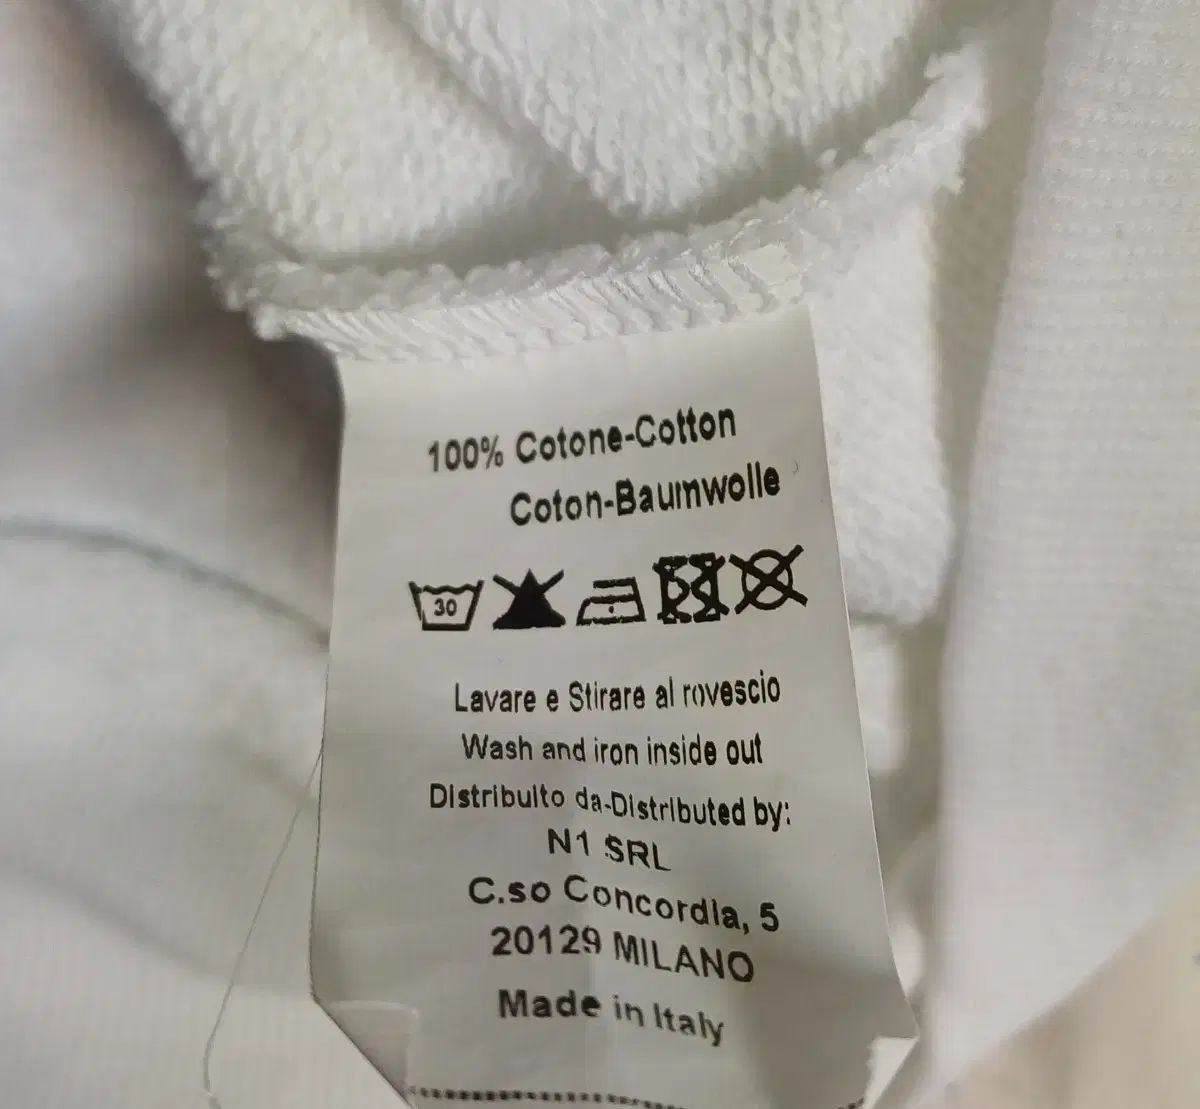 100% Cotone-Cotton
Coton-Baumwolle
30
Lavare e Stirare al rovescio
Wash and iron inside out
Distribuito da-Distributed by:
N1 SRL
C.so Concordia, 5
20129 MILANO
Made in Italy